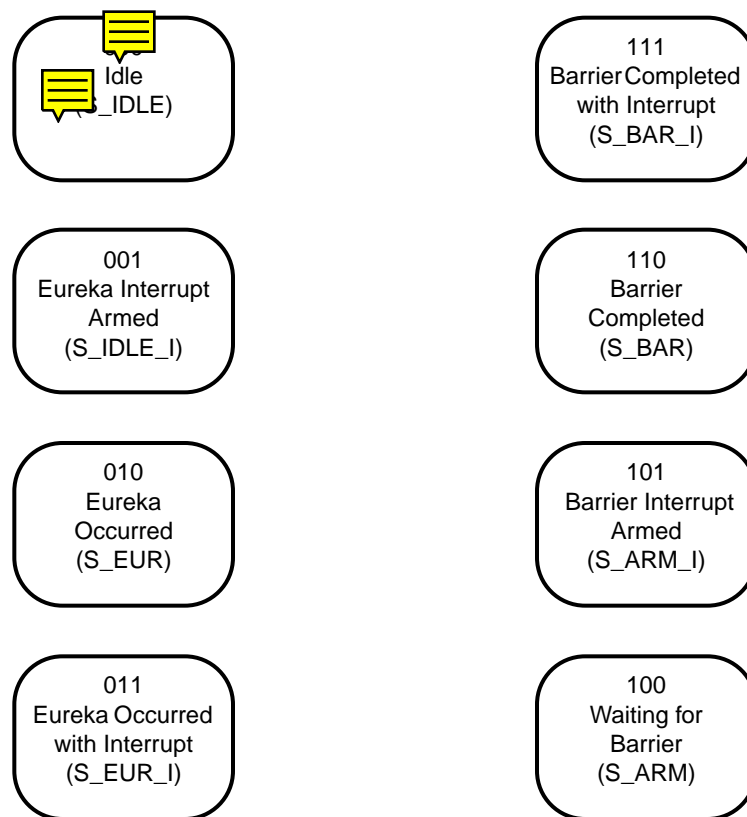 Idle
S_IDLE)
001
Eureka Interrupt
Armed
(S_IDLE_I)
010
Eureka
Occurred
(S_EUR)
011
Eureka Occurred
with Interrupt
(S_EUR_I)
111
Barrier Completed
with Interrupt
(S_BAR_I)
110
Barrier
Completed
(S_BAR)
101
Barrier Interrupt
Armed
(S_ARM_I)
100
Waiting for
Barrier
(S_ARM)